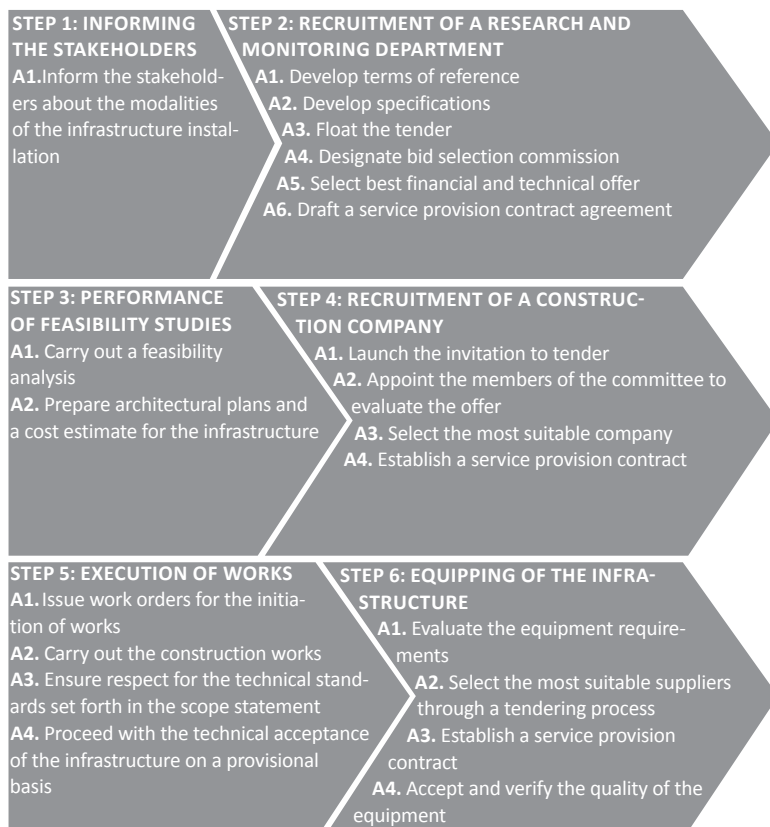 STEP 1: INFORMING
THE STAKEHOLDERS
A1.Inform the stakehold-
ers about the modalities
of the infrastructure instal-
lation
STEP 2: RECRUITMENT OF A RESEARCH AND
MONITORING DEPARTMENT
A1. Develop terms of reference
A2. Develop specifications
A3. Float the tender
A4. Designate bid selection commission
A5. Select best financial and technical offer
A6. Draft a service provision contract agreement
STEP 3: PERFORMANCE
OF FEASIBILITY STUDIES
A1. Carry out a feasibility
analysis
A2. Prepare architectural plans and
a cost estimate for the infrastructure
STEP 4: RECRUITMENT OF A CONSTRUC-
TION COMPANY
A1. Launch the invitation to tender
A2. Appoint the members of the committee to
evaluate the offer
A3. Select the most suitable company
A4. Establish a service provision contract
STEP 5: EXECUTION OF WORKS
A1. Issue work orders for the initia-
tion of works
A2. Carry out the construction works
A3. Ensure respect for the technical stan-
dards set forth in the scope statement
A4. Proceed with the technical acceptance
of the infrastructure on a provisional
basis
STEP 6: EQUIPPING OF THE INFRA-
STRUCTURE
A1. Evaluate the equipment require-
ments
A2. Select the most suitable suppliers
through a tendering process
A3. Establish a service provision
contract
A4. Accept and verify the quality of the
equipment